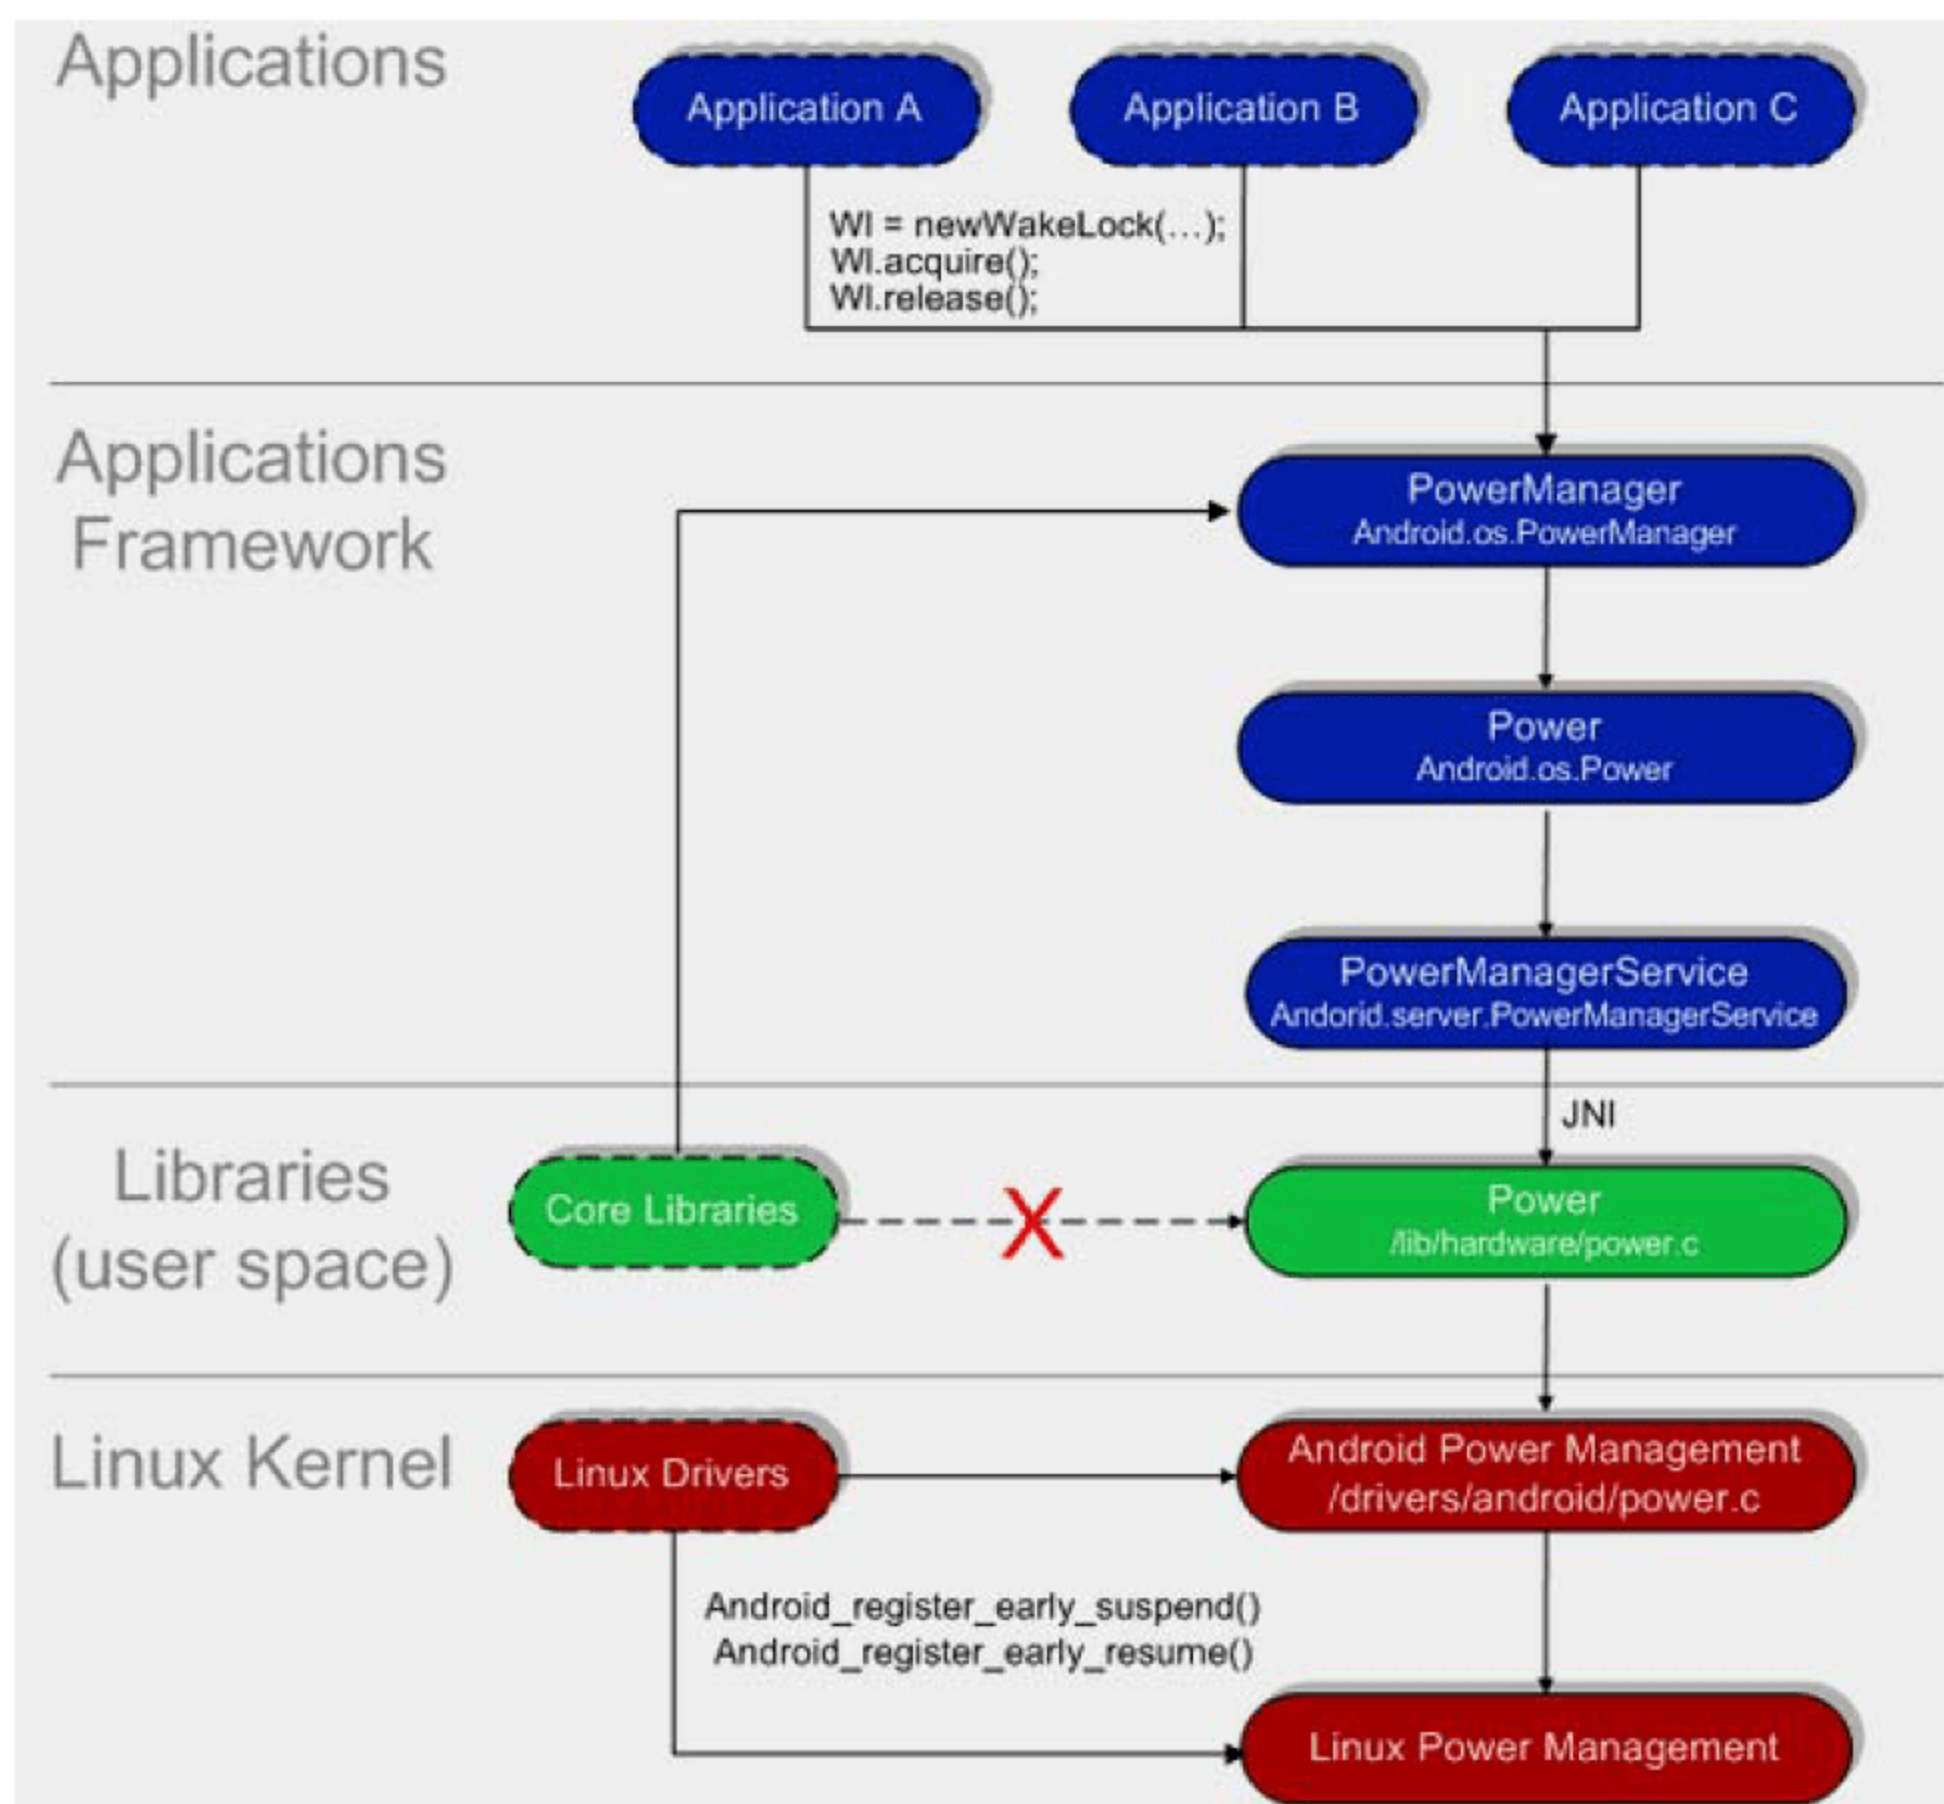 Applications
Application A
Application B
Application C
Wl = newWakeLock(…);
Wl.acquire();
Wl.release();
Applications
Framework
PowerManager
Android.os.PowerManager
Power
Android.os.Power
PowerManagerService
Andorid.server.PowerManagerService
JNI
Libraries
(user space)
Core Libraries
X
Power
/lib/hardware/power.c
Linux Kernel
Linux Drivers
Android Power Management
/drivers/android/power.c
Android_register_early_suspend()
Android_register_early_resume()
Linux Power Management